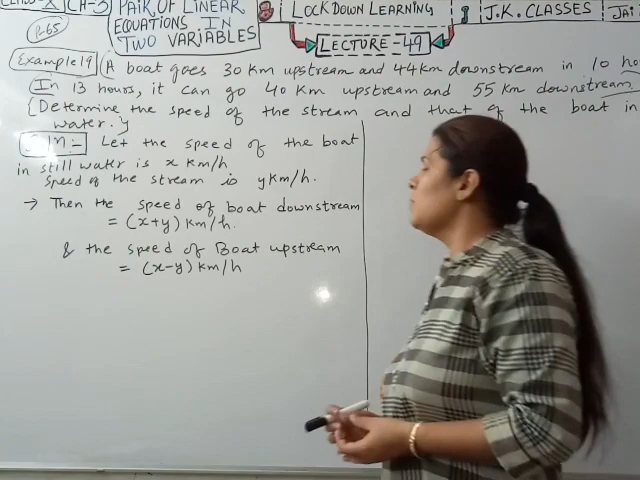 CLASS-X CH-3 PAIR OF LINEAR EQUATIONS IN TWO VARIABLES
LOCKDOWN LEARNING
J.K. CLASSES
LECTURE-49
P-65
Example 19 A boat goes 30 Km upstream and 44 km downstream in 10 ho
In 13 hours, it can go 40 Km upstream and 55 km downstream.
Determine the speed of the stream and that of the boat in
water.
Soln:- Let the speed of the boat
in still water is x km/h
Speed of the stream is y km/h.
→ Then the speed of boat downstream
= (x+y) km/h.
& the speed of Boat upstream
= (x-y) km/h